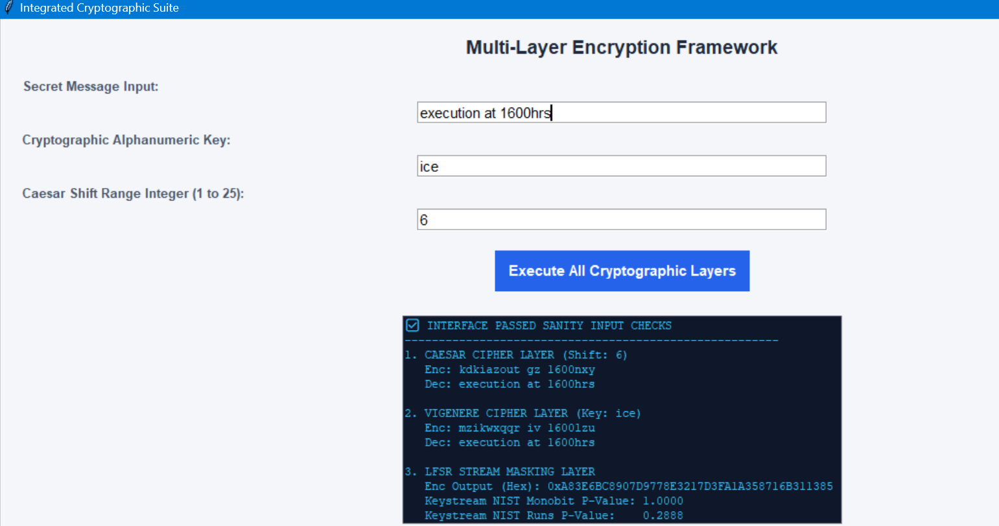 Integrated Cryptographic Suite
Multi-Layer Encryption Framework
Secret Message Input:
execution at 1600hrs
Cryptographic Alphanumeric Key:
ice
Caesar Shift Range Integer (1 to 25):
6
Execute All Cryptographic Layers
INTERFACE PASSED SANITY INPUT CHECKS
-------------------------------------------------------
1. CAESAR CIPHER LAYER (Shift: 6)
Enc: kdkiazout gz 1600nxy
Dec: execution at 1600hrs
2. VIGENERE CIPHER LAYER (Key: ice)
Enc: mzikwxqqr iv 1600lzu
Dec: execution at 1600hrs
3. LFSR STREAM MASKING LAYER
Enc Output (Hex): 0xA83E6BC8907D9778E3217D3FA1A358716B311385
Keystream NIST Monobit P-Value: 1.0000
Keystream NIST Runs P-Value: 0.2888